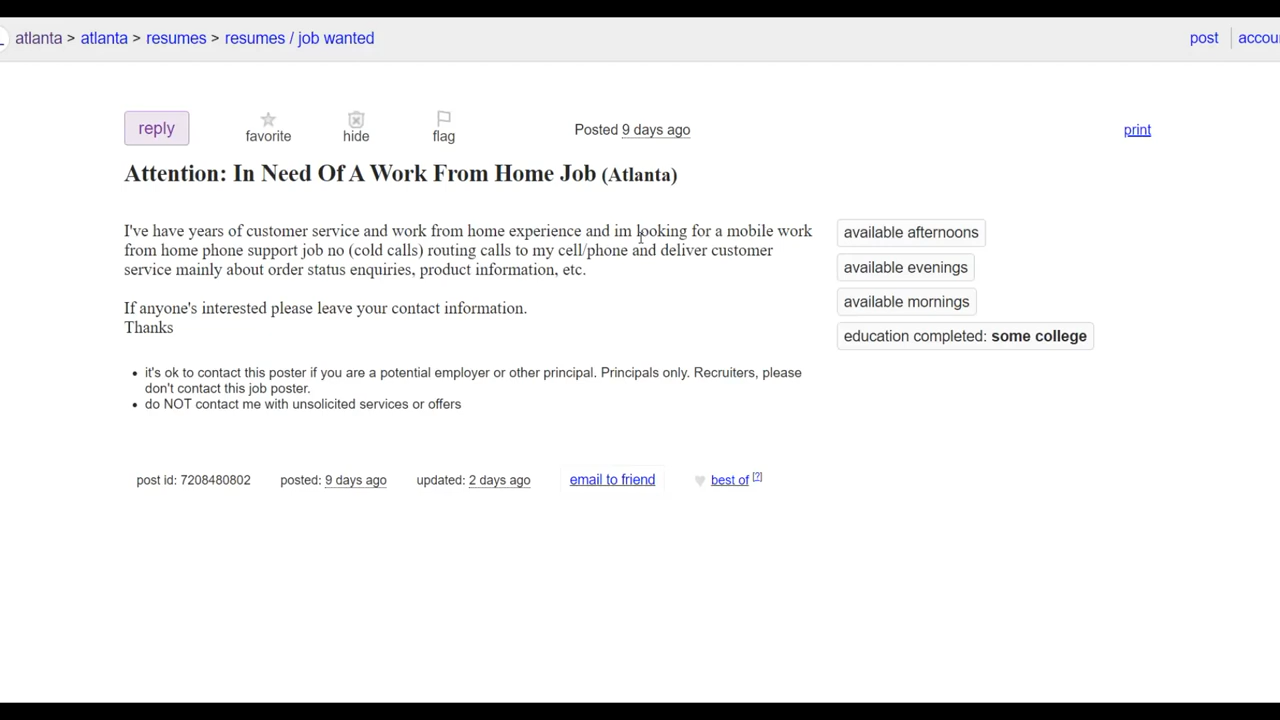 atlanta > atlanta > resumes > resumes / job wanted
post
reply
favorite
hide
flag
Posted 9 days ago
print
Attention: In Need Of A Work From Home Job (Atlanta)
I've have years of customer service and work from home experience and im looking for a mobile work
from home phone support job no (cold calls) routing calls to my cell/phone and deliver customer
service mainly about order status enquiries, product information, etc.
If anyone's interested please leave your contact information.
Thanks
available afternoons
available evenings
available mornings
education completed: some college
• it's ok to contact this poster if you are a potential employer or other principal. Principals only. Recruiters, please
don't contact this job poster.
• do NOT contact me with unsolicited services or offers
post id: 7208480802 posted: 9 days ago updated: 2 days ago email to friend best of [?]